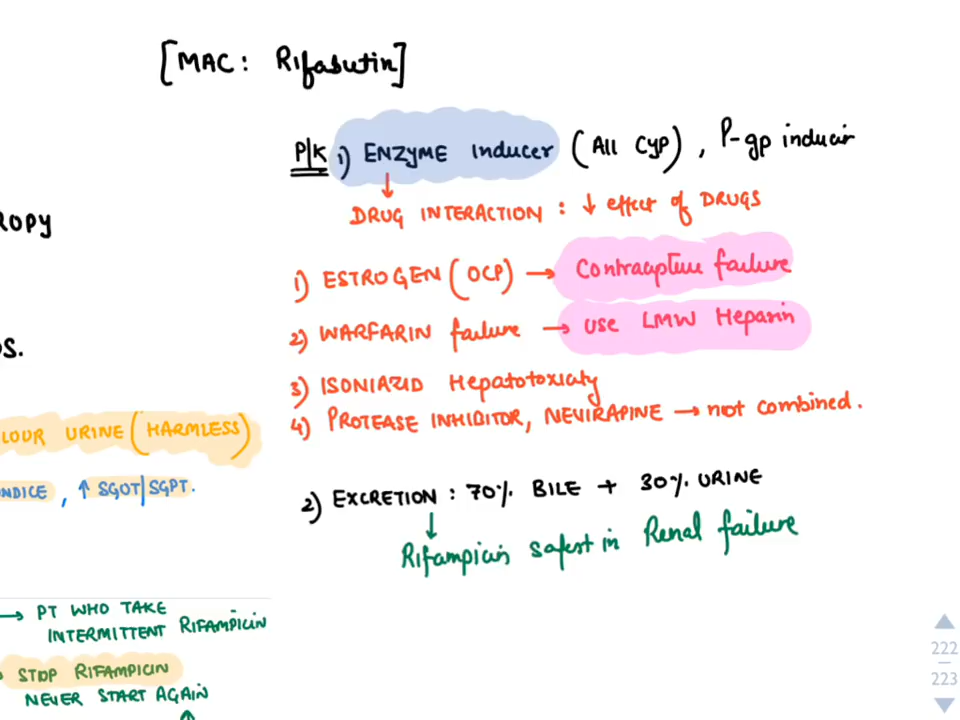 [MAC: Rifabutin]
P/K 1) ENZYME Inducer (All CYP), P-gp inducer
↓
DRUG INTERACTION : ↓ effect of DRUGS
1) ESTROGEN (OCP) → Contraceptive failure
2) WARFARIN failure → USE LMW Heparin
3) ISONIAZID Hepatotoxicity
4) PROTEASE INHIBITOR, NEVIRAPINE → not combined.
2) EXCRETION : 70% BILE + 30% URINE
↓
Rifampicin safest in Renal failure
ROPY
OS.
LOUR URINE (HARMLESS)
NDICE, ↑ SGOT/SGPT.
→ PT WHO TAKE
INTERMITTENT RIFAMPICIN
STOP RIFAMPICIN
NEVER START AGAIN
↑
222
223